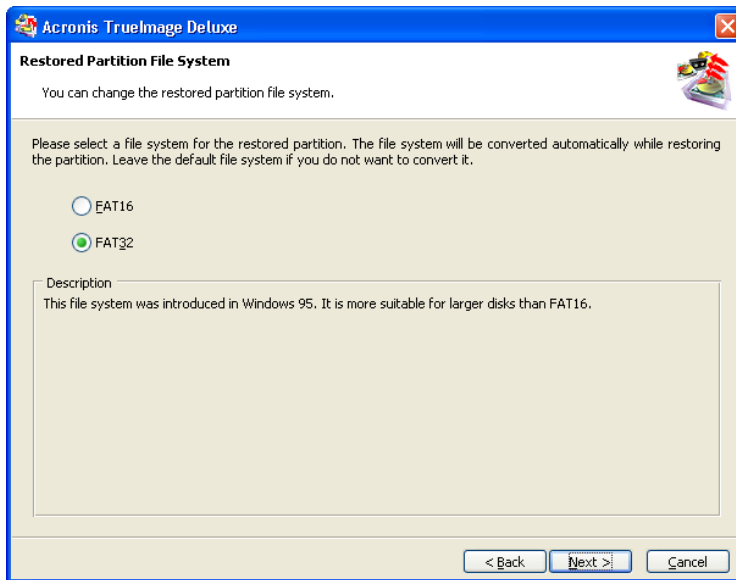 Acronis TrueImage Deluxe
Restored Partition File System
You can change the restored partition file system.
Please select a file system for the restored partition. The file system will be converted automatically while restoring
the partition. Leave the default file system if you do not want to convert it.
FAT16
FAT32
Description
This file system was introduced in Windows 95. It is more suitable for larger disks than FAT16.
< Back
Next >
Cancel